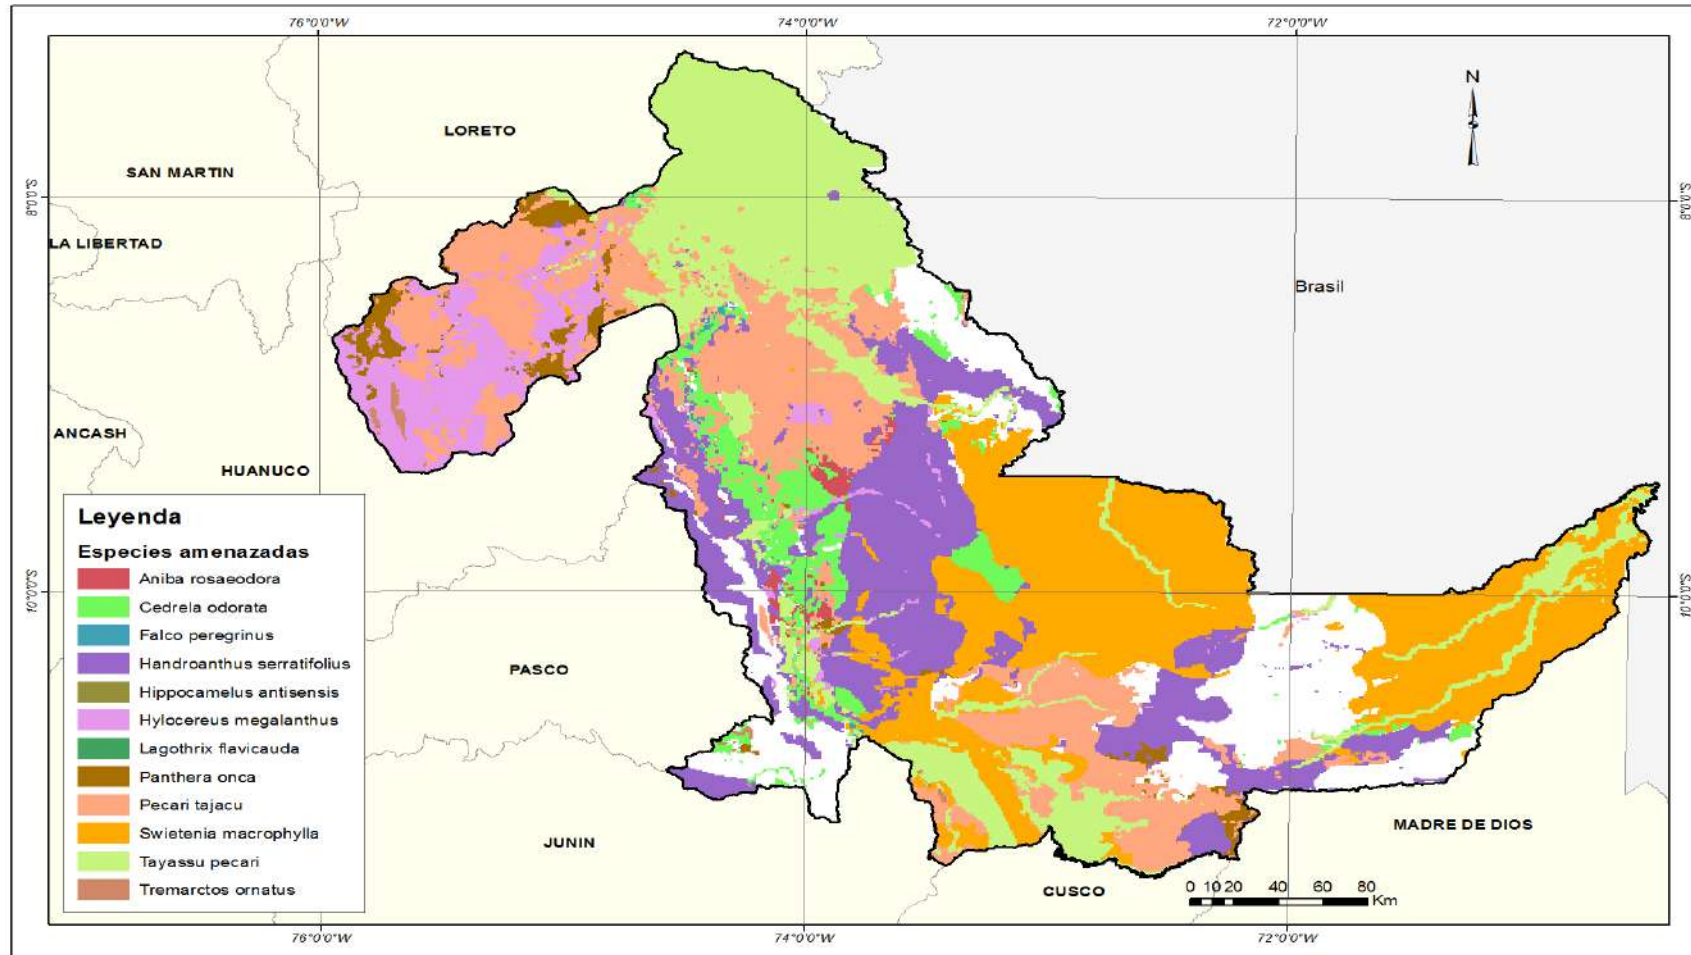 76°0'0"W 74°0'0"W 72°0'0"W
N
LORETO
SAN MARTIN
8°0'0"S 8°0'0"S
LA LIBERTAD
Brasil
ANCASH
HUANUCO
Leyenda
Especies amenazadas
Aniba rosaeodora
Cedrela odorata
Falco peregrinus
Handroanthus serratifolius
Hippocamelus antisensis
Hylocereus megalanthus
Lagothrix flavicauda
Panthera onca
Pecari tajacu
Swietenia macrophylla
Tayassu pecari
Tremarctos ornatus
10°0'0"S 10°0'0"S
PASCO
JUNIN
MADRE DE DIOS
CUSCO
0 10 20 40 60 80
Km
76°0'0"W 74°0'0"W 72°0'0"W